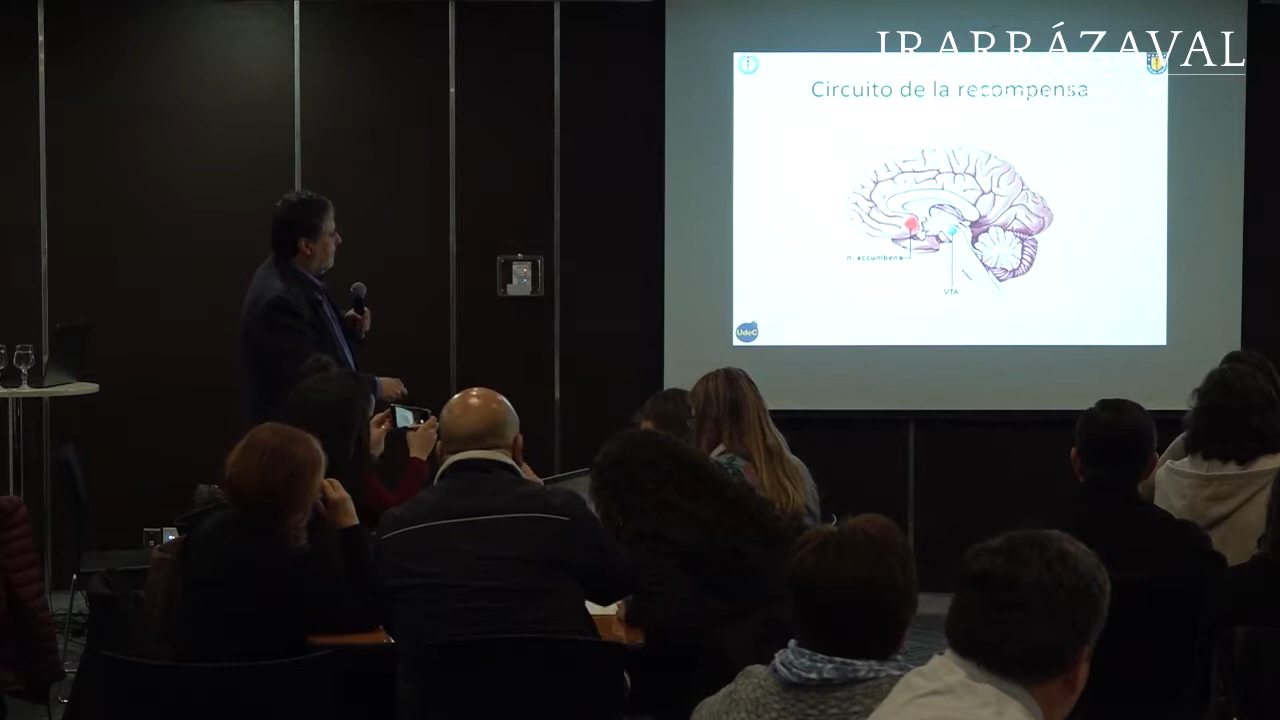 IRARRÁZAVAL
Circuito de la recompensa
n. accumbens
VTA
UdeC